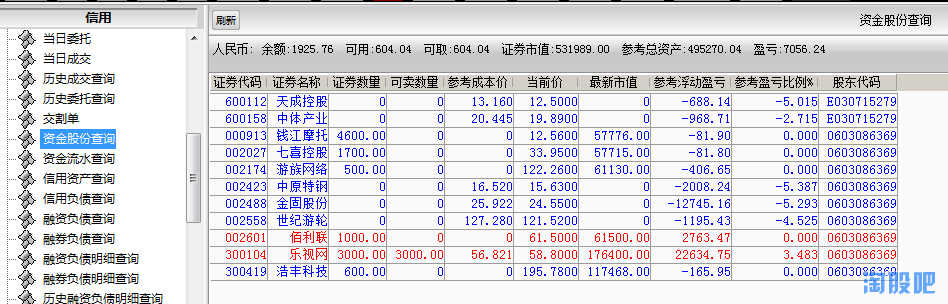 信用
刷新
资金股份查询
当日委托
当日成交
历史成交查询
历史委托查询
交割单
资金股份查询
资金流水查询
信用资产查询
信用负债查询
融资负债查询
融券负债查询
融资负债明细查询
融券负债明细查询
历史融资负债明细查询
人民币: 余额:1925.76 可用:604.04 可取:604.04 证券市值:531989.00 参考总资产:495270.04 盈亏:7056.24
证券代码 证券名称 证券数量 可卖数量 参考成本价 当前价 最新市值 参考浮动盈亏 参考盈亏比例% 股东代码
600112 天成控股 0 0 13.160 12.5000 0 -688.14 -5.015 E030715279
600158 中体产业 0 0 20.445 19.8900 0 -968.71 -2.715 E030715279
000913 钱江摩托 4600.00 0 0 12.5600 57776.00 -81.90 0.000 0603086369
002027 七喜控股 1700.00 0 0 33.9500 57715.00 -81.80 0.000 0603086369
002174 游族网络 500.00 0 0 122.2600 61130.00 -406.65 0.000 0603086369
002423 中原特钢 0 0 16.520 15.6300 0 -2008.24 -5.387 0603086369
002488 金固股份 0 0 25.922 24.5500 0 -12745.16 -5.293 0603086369
002558 世纪游轮 0 0 127.280 121.5200 0 -1195.43 -4.525 0603086369
002601 佰利联 1000.00 0 0 61.5000 61500.00 2763.47 0.000 0603086369
300104 乐视网 3000.00 3000.00 56.821 58.8000 176400.00 22634.75 3.483 0603086369
300419 浩丰科技 600.00 0 0 195.7800 117468.00 -165.95 0.000 0603086369
淘股吧